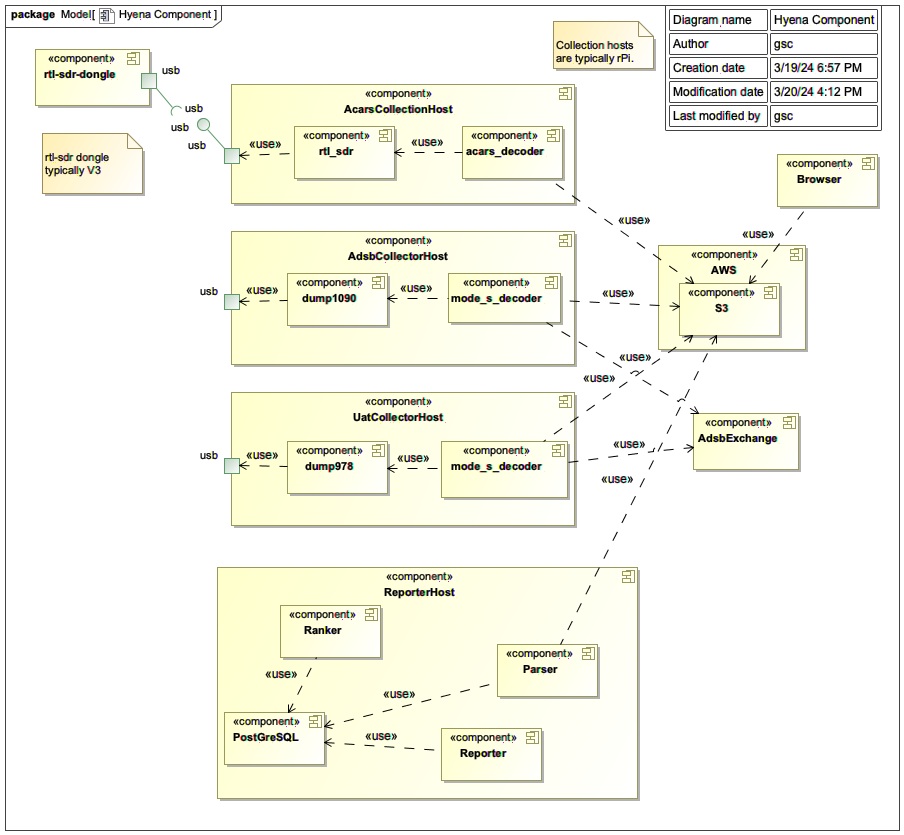 package Model[ Hyena Component ]
Diagram name Hyena Component
Author gsc
Creation date 3/19/24 6:57 PM
Modification date 3/20/24 4:12 PM
Last modified by gsc
Collection hosts
are typically rPi.
«component»
rtl-sdr-dongle
usb
usb
usb
usb
rtl-sdr dongle
typically V3
«component»
AcarsCollectionHost
«use»
«component»
rtl_sdr
«use»
«component»
acars_decoder
«use»
«component»
Browser
«use»
«component»
AWS
«component»
S3
«component»
AdsbCollectorHost
usb
«use»
«component»
dump1090
«use»
«component»
mode_s_decoder
«use»
«use»
«use»
«component»
UatCollectorHost
usb
«use»
«component»
dump978
«use»
«component»
mode_s_decoder
«use»
«component»
AdsbExchange
«use»
«component»
ReporterHost
«component»
Ranker
«use»
«component»
Parser
«use»
«component»
PostGreSQL
«use»
«component»
Reporter